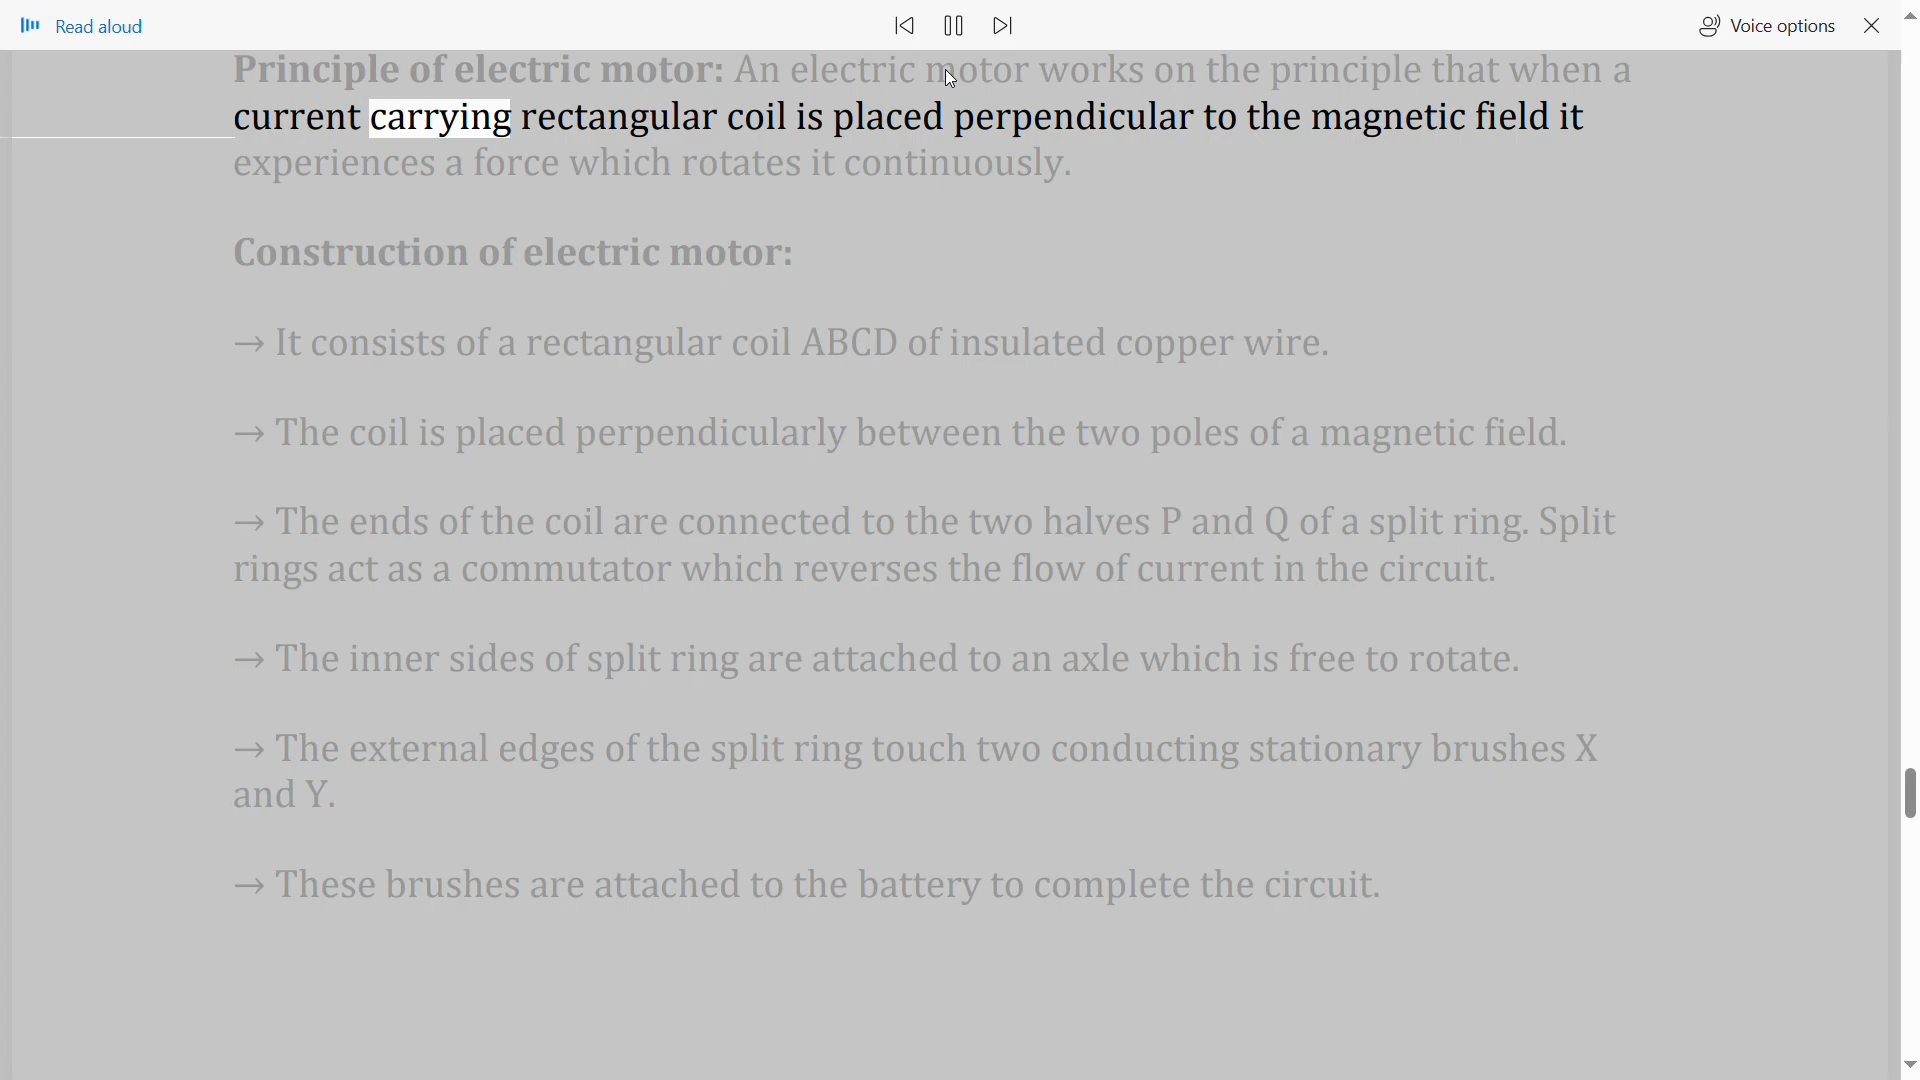 Read aloud
Voice options
Principle of electric motor: An electric motor works on the principle that when a
current carrying rectangular coil is placed perpendicular to the magnetic field it
experiences a force which rotates it continuously.
Construction of electric motor:
→ It consists of a rectangular coil ABCD of insulated copper wire.
→ The coil is placed perpendicularly between the two poles of a magnetic field.
→ The ends of the coil are connected to the two halves P and Q of a split ring. Split
rings act as a commutator which reverses the flow of current in the circuit.
→ The inner sides of split ring are attached to an axle which is free to rotate.
→ The external edges of the split ring touch two conducting stationary brushes X
and Y.
→ These brushes are attached to the battery to complete the circuit.